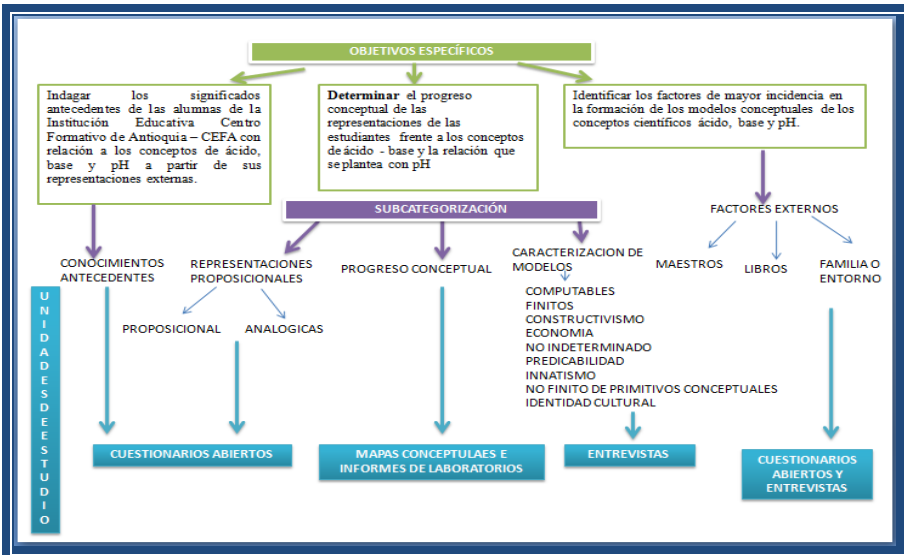 OBJETIVOS ESPECÍFICOS
Indagar los significados
antecedentes de las alumnas de la
Institución Educativa Centro
Formativo de Antioquia – CEFA con
relación a los conceptos de ácido,
base y pH a partir de sus
representaciones externas.
Determinar el progreso
conceptual de las
representaciones de las
estudiantes frente a los conceptos
de ácido - base y la relación que
se plantea con pH
Identificar los factores de mayor incidencia en
la formación de los modelos conceptuales de los
conceptos científicos ácido, base y pH.
SUBCATEGORIZACIÓN
FACTORES EXTERNOS
CONOCIMIENTOS
ANTECEDENTES
REPRESENTACIONES
PROPOSICIONALES
PROGRESO CONCEPTUAL
CARACTERIZACION DE
MODELOS
MAESTROS
LIBROS
FAMILIA O
ENTORNO
PROPOSICIONAL
ANALOGICAS
COMPUTABLES
FINITOS
CONSTRUCTIVISMO
ECONOMIA
NO INDETERMINADO
PREDICABILIDAD
INNATISMO
NO FINITO DE PRIMITIVOS CONCEPTUALES
IDENTIDAD CULTURAL
UNIDADESDEESTUDIO
CUESTIONARIOS ABIERTOS
MAPAS CONCEPTULAES E
INFORMES DE LABORATORIOS
ENTREVISTAS
CUESTIONARIOS
ABIERTOS Y
ENTREVISTAS